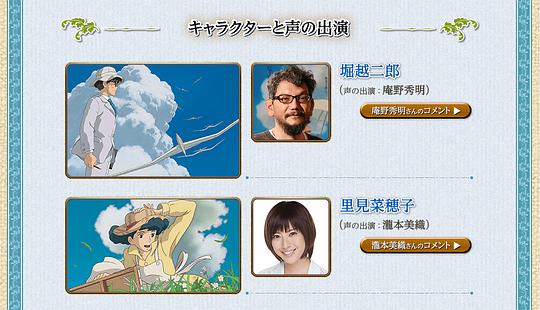 キャラクターと声の出演
堀越二郎
(声の出演：庵野秀明)
庵野秀明さんのコメント ▶
里見菜穂子
(声の出演：瀧本美織)
瀧本美織さんのコメント ▶